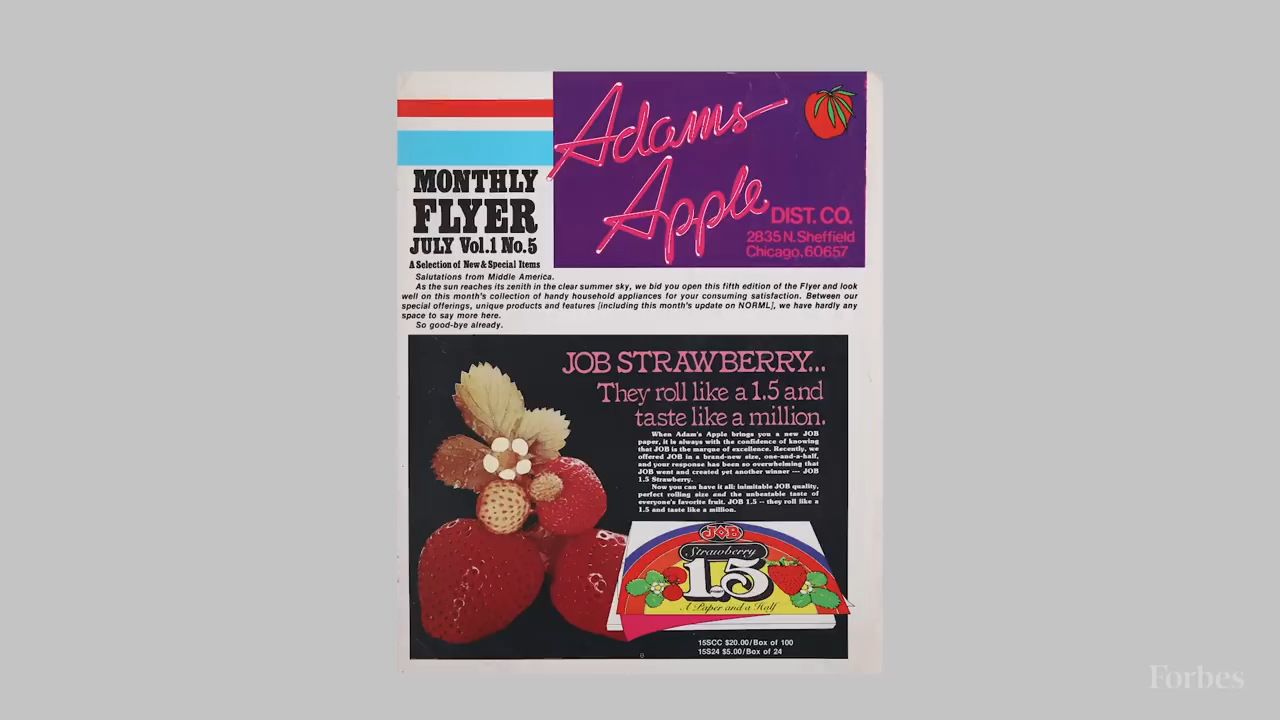 Adams
Apple
DIST. CO.
2835 N. Sheffield
Chicago, 60657
MONTHLY
FLYER
JULY Vol.1 No.5
A Selection of New & Special Items
Salutations from Middle America.
As the sun reaches its zenith in the clear summer sky, we bid you open this fifth edition of the Flyer and look
well on this month's collection of handy household appliances for your consuming satisfaction. Between our
special offerings, unique products and features [including this month's update on NORML], we have hardly any
space to say more here.
So good-bye already.
JOB STRAWBERRY...
They roll like a 1.5 and
taste like a million.
When Adam's Apple brings you a new JOB
paper, it is always with the confidence of knowing
that JOB is the marque of excellence. Recently, we
offered JOB in a brand-new size, one-and-a-half,
and your response has been so overwhelming that
JOB went and created yet another winner --- JOB
1.5 Strawberry.
Now you can have it all: inimitable JOB quality,
perfect rolling size and the unbeatable taste of
everyone's favorite fruit. JOB 1.5 -- they roll like a
1.5 and taste like a million.
JOB
Strawberry
1.5
A Paper and a Half
15SCC $20.00/Box of 100
15S24 $5.00/Box of 24
Forbes